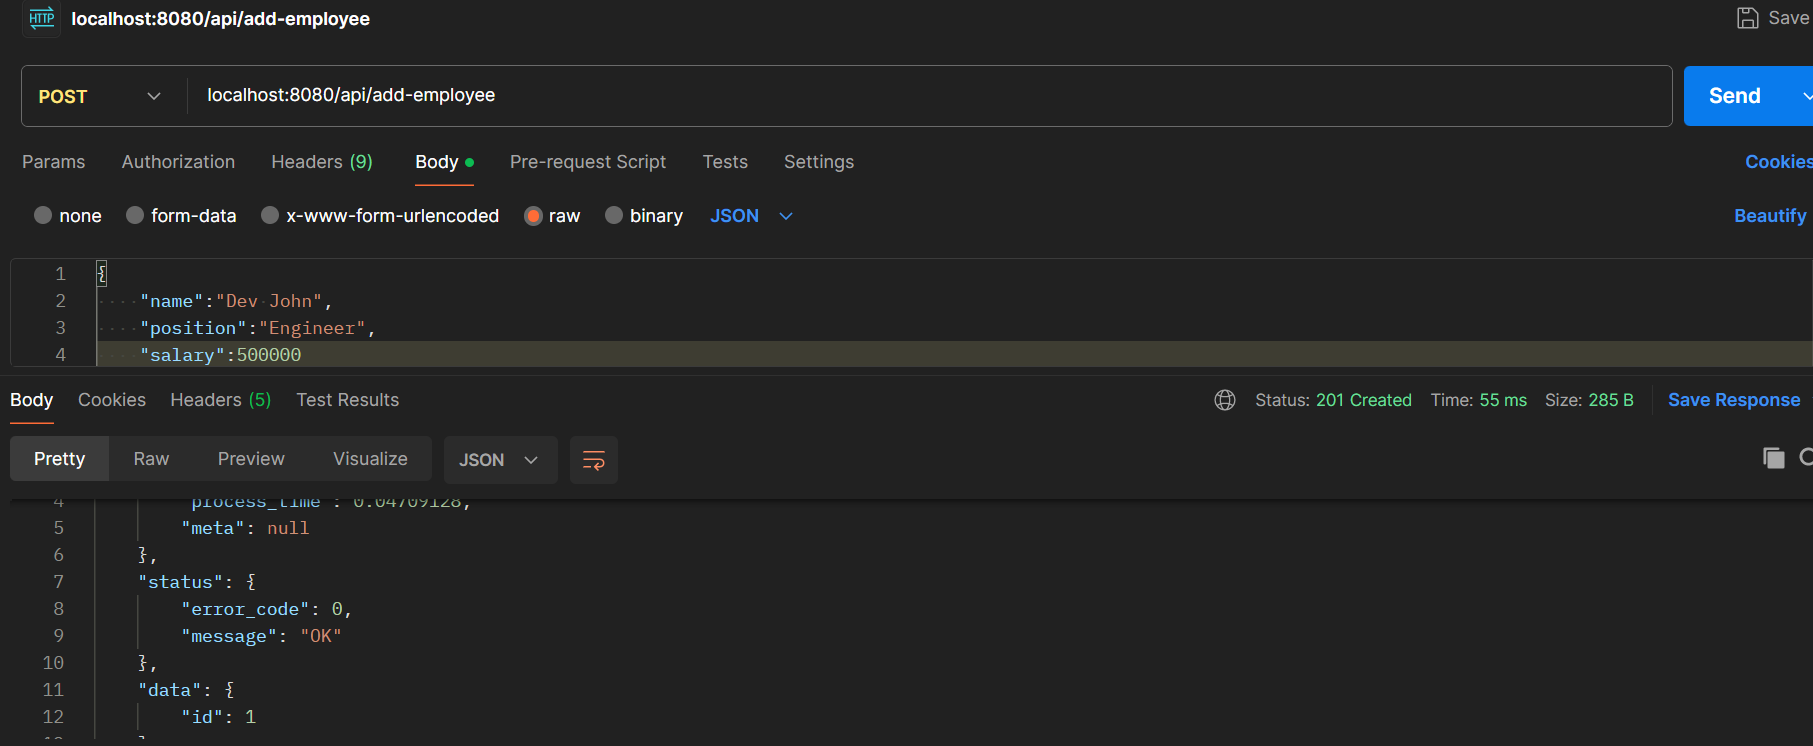 HTTP localhost:8080/api/add-employee Save
POST localhost:8080/api/add-employee Send
Params Authorization Headers (9) Body Pre-request Script Tests Settings Cookies
none form-data x-www-form-urlencoded raw binary JSON Beautify
1 {
2 "name":"Dev John",
3 "position":"Engineer",
4 "salary":500000
Body Cookies Headers (5) Test Results Status: 201 Created Time: 55 ms Size: 285 B Save Response
Pretty Raw Preview Visualize JSON
4 "process_time": 0.04709128,
5 "meta": null
6 },
7 "status": {
8 "error_code": 0,
9 "message": "OK"
10 },
11 "data": {
12 "id": 1